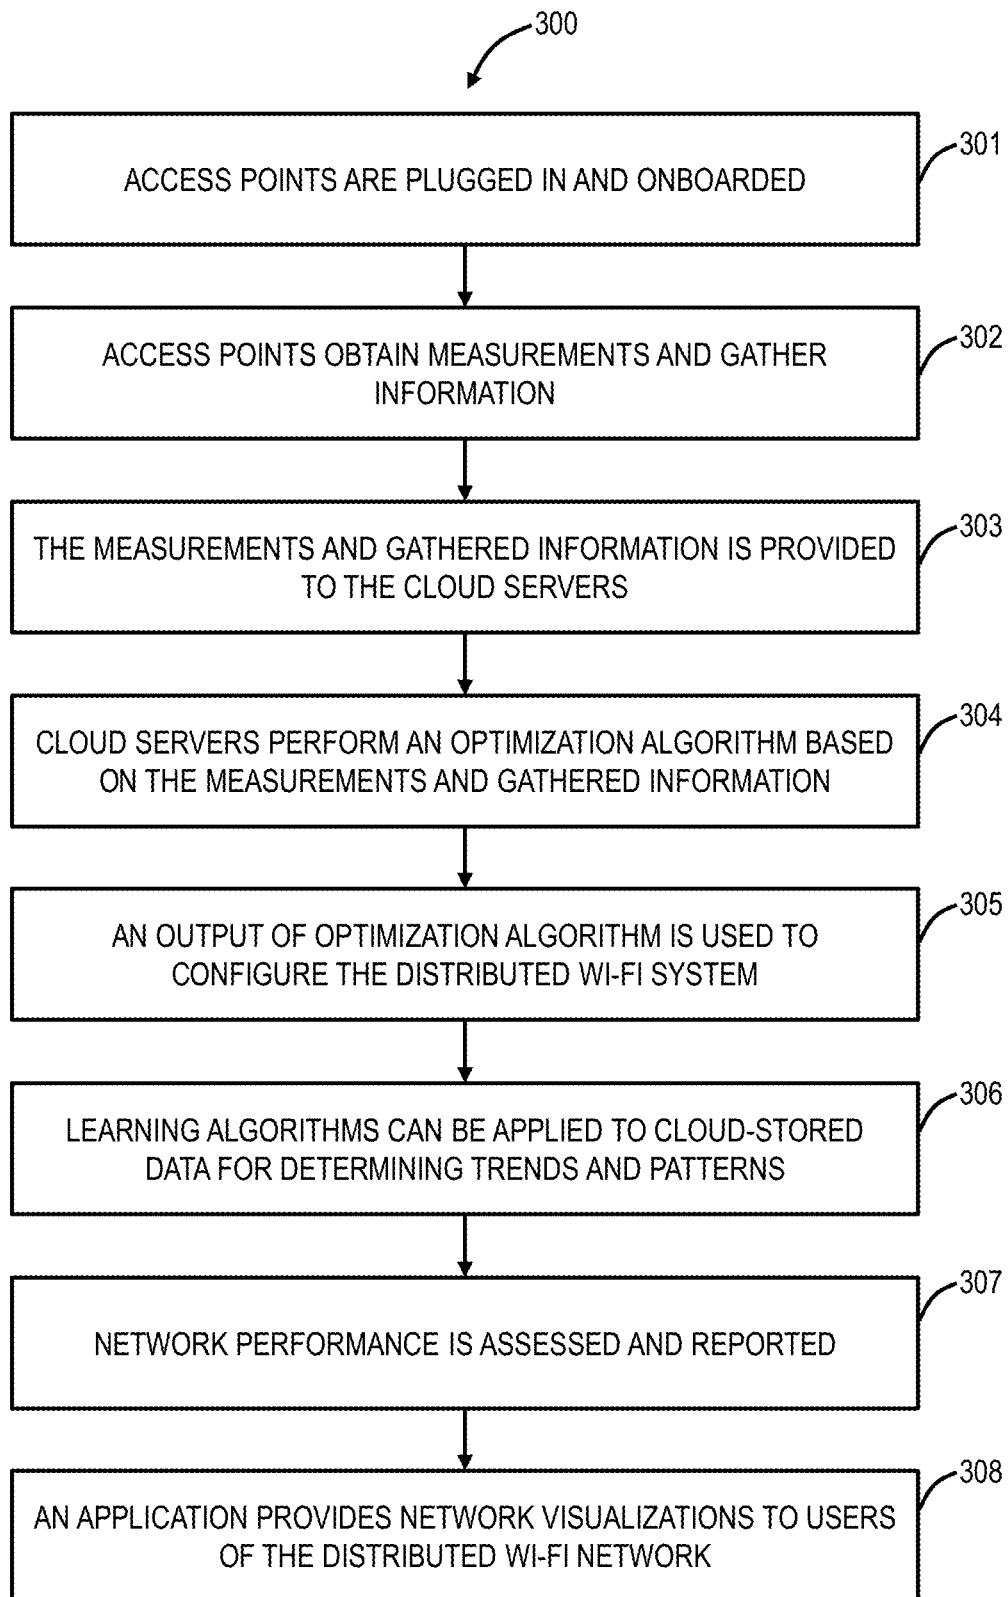 300
ACCESS POINTS ARE PLUGGED IN AND ONBOARDED
301
ACCESS POINTS OBTAIN MEASUREMENTS AND GATHER
INFORMATION
302
THE MEASUREMENTS AND GATHERED INFORMATION IS PROVIDED
TO THE CLOUD SERVERS
303
CLOUD SERVERS PERFORM AN OPTIMIZATION ALGORITHM BASED
ON THE MEASUREMENTS AND GATHERED INFORMATION
304
AN OUTPUT OF OPTIMIZATION ALGORITHM IS USED TO
CONFIGURE THE DISTRIBUTED WI-FI SYSTEM
305
LEARNING ALGORITHMS CAN BE APPLIED TO CLOUD-STORED
DATA FOR DETERMINING TRENDS AND PATTERNS
306
NETWORK PERFORMANCE IS ASSESSED AND REPORTED
307
AN APPLICATION PROVIDES NETWORK VISUALIZATIONS TO USERS
OF THE DISTRIBUTED WI-FI NETWORK
308